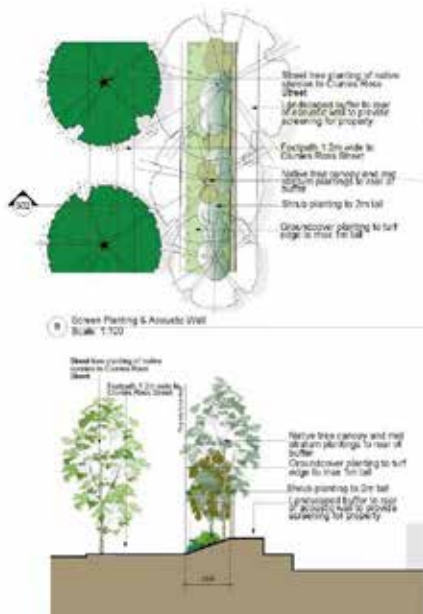 Street tree planting of native
species to Clunies Ross
Street
Landscaped buffer to rear
of acoustic wall to provide
screening for property
Footpath 1.2m wide to
Clunies Ross Street
Native tree canopy and mid
stratum plantings to rear of
buffer
Shrub planting to 2m tall
Groundcover planting to turf
edge to max 1m tall
Screen Planting & Acoustic Wall
Scale 1:100
Street tree planting of native
species to Clunies Ross
Street
Footpath 1.2m wide to
Clunies Ross Street
Native tree canopy and mid
stratum plantings to rear of
buffer
Groundcover planting to turf
edge to max 1m tall
Shrub planting to 2m tall
Landscaped buffer to rear
of acoustic wall to provide
screening for property